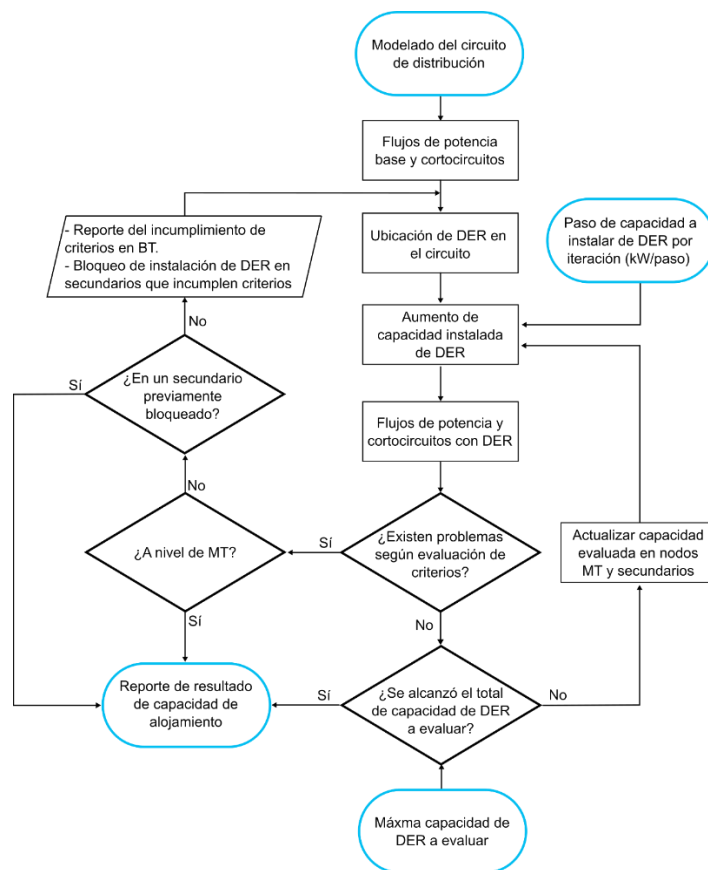 Modelado del circuito
de distribución
Flujos de potencia
base y cortocircuitos
- Reporte del incumplimiento de
criterios en BT.
- Bloqueo de instalación de DER en
secundarios que incumplen criterios
Ubicación de DER en
el circuito
Paso de capacidad a
instalar de DER por
iteración (kW/paso)
No
Aumento de
capacidad instalada
de DER
Sí
¿En un secundario
previamente
bloqueado?
Flujos de potencia y
cortocircuitos con DER
No
¿A nivel de MT?
Sí
¿Existen problemas
según evaluación de
criterios?
Actualizar capacidad
evaluada en nodos
MT y secundarios
Sí
No
Reporte de resultado
de capacidad de
alojamiento
Sí
¿Se alcanzó el total
de capacidad de DER
a evaluar?
No
Máxma capacidad de
DER a evaluar